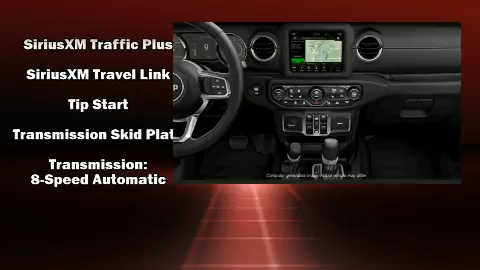 SiriusXM Traffic Plus
SiriusXM Travel Link
Tip Start
Transmission Skid Plat
Transmission:
8-Speed Automatic
Computer generated image. Actual vehicle may differ.